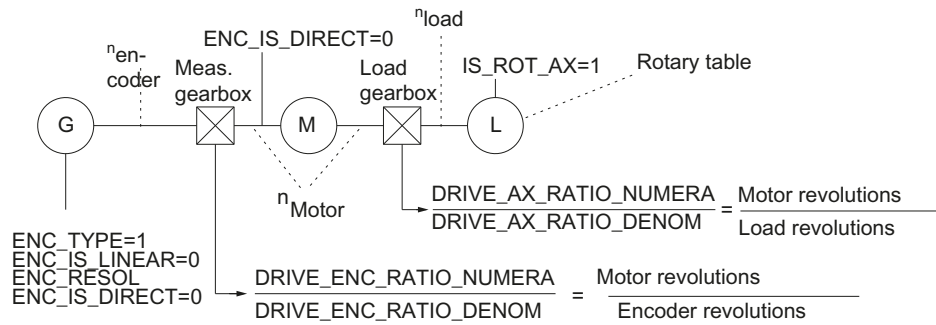 n load
ENC_IS_DIRECT=0
n en-
coder
Meas.
gearbox
Load
gearbox
IS_ROT_AX=1
Rotary table
G
M
L
n Motor
DRIVE_AX_RATIO_NUMERA
DRIVE_AX_RATIO_DENOM
=
Motor revolutions
Load revolutions
ENC_TYPE=1
ENC_IS_LINEAR=0
ENC_RESOL
ENC_IS_DIRECT=0
DRIVE_ENC_RATIO_NUMERA
DRIVE_ENC_RATIO_DENOM
=
Motor revolutions
Encoder revolutions